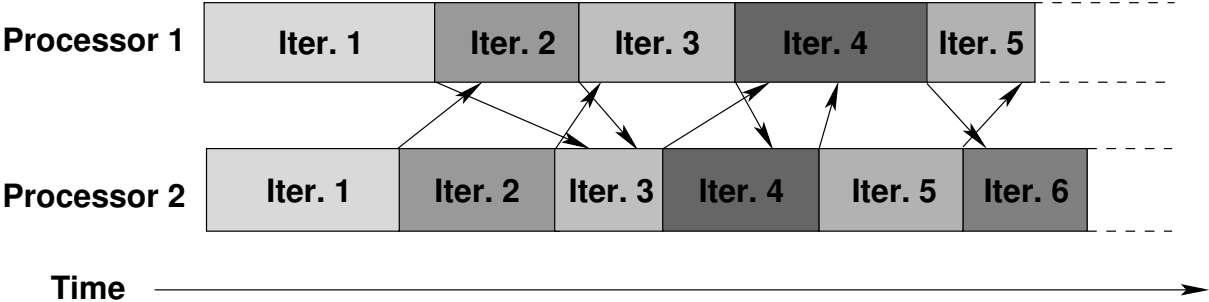 Processor 1 Iter. 1 Iter. 2 Iter. 3 Iter. 4 Iter. 5
Processor 2 Iter. 1 Iter. 2 Iter. 3 Iter. 4 Iter. 5 Iter. 6
Time